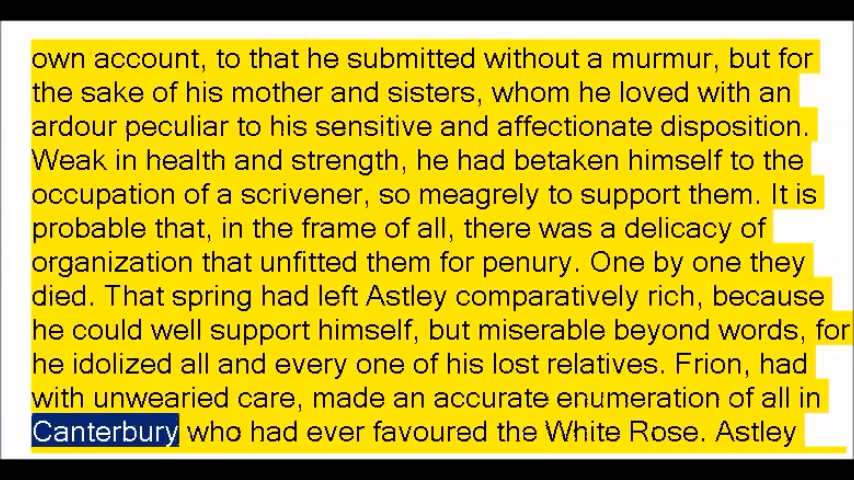 own account, to that he submitted without a murmur, but for
the sake of his mother and sisters, whom he loved with an
ardour peculiar to his sensitive and affectionate disposition.
Weak in health and strength, he had betaken himself to the
occupation of a scrivener, so meagrely to support them. It is
probable that, in the frame of all, there was a delicacy of
organization that unfitted them for penury. One by one they
died. That spring had left Astley comparatively rich, because
he could well support himself, but miserable beyond words, for
he idolized all and every one of his lost relatives. Frion, had
with unwearied care, made an accurate enumeration of all in
Canterbury who had ever favoured the White Rose. Astley